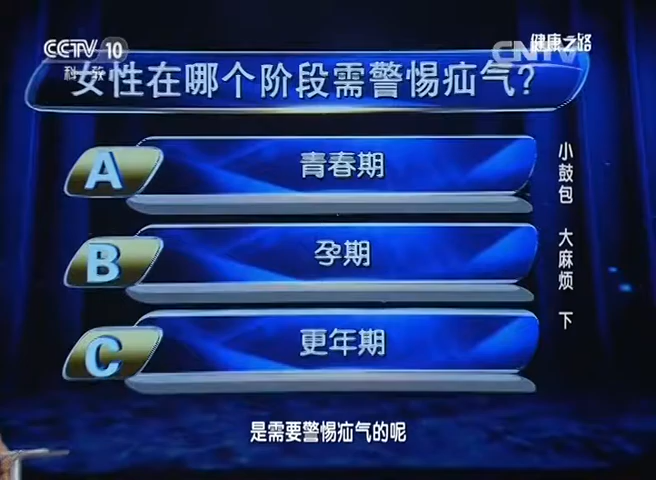 CCTV 10
科教
健康之路
CNTV
女性在哪个阶段需警惕疝气?
A 青春期
B 孕期
C 更年期
小鼓包 大麻烦 下
是需要警惕疝气的呢